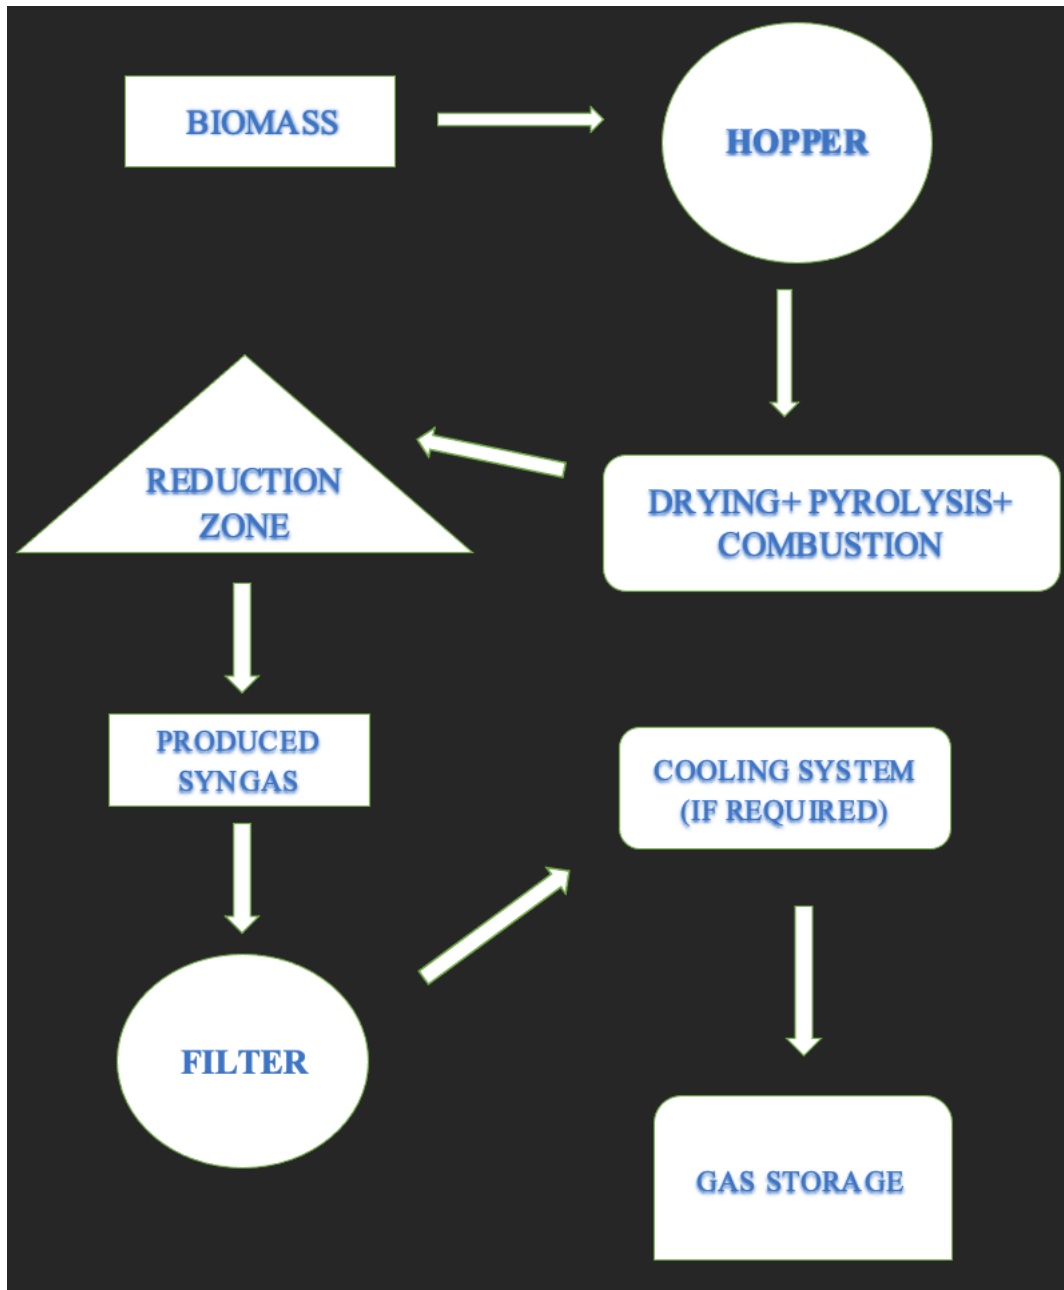 BIOMASS
HOPPER
DRYING+ PYROLYSIS+
COMBUSTION
REDUCTION
ZONE
PRODUCED
SYNGAS
FILTER
COOLING SYSTEM
(IF REQUIRED)
GAS STORAGE